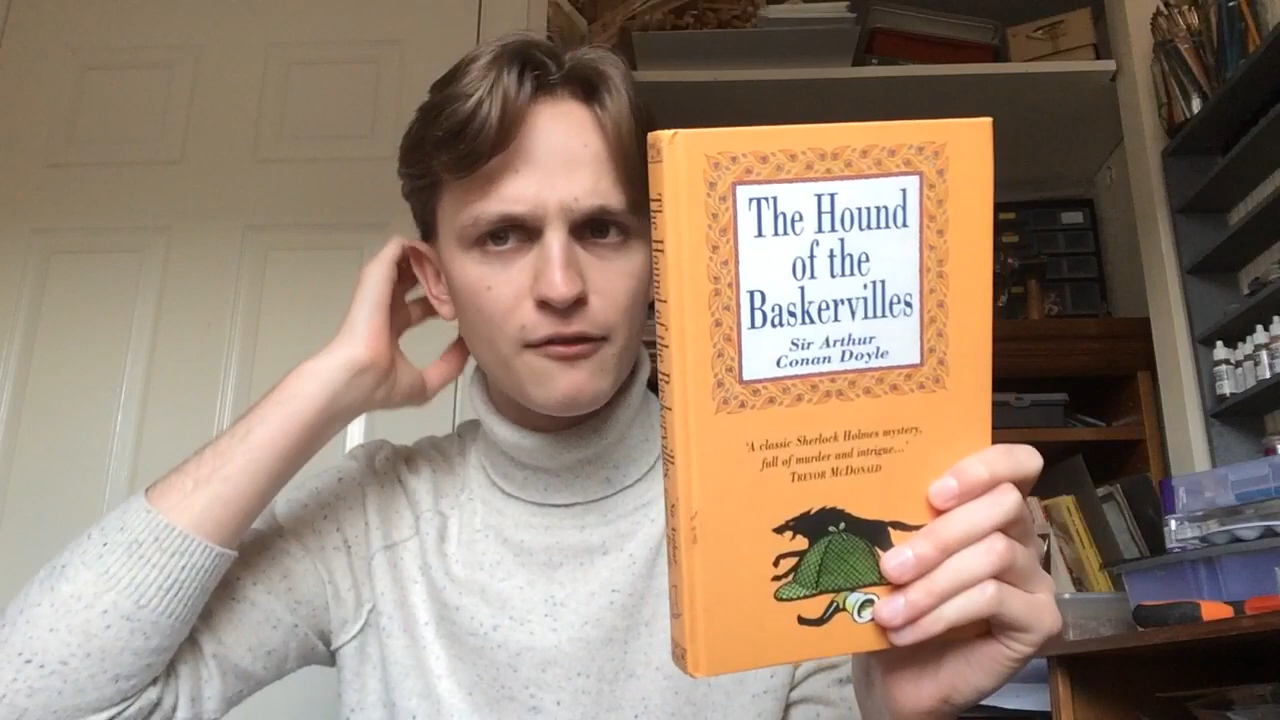 The Hound
of the
Baskervilles
Sir Arthur
Conan Doyle
'A classic Sherlock Holmes mystery,
full of murder and intrigue...'
TREVOR MCDONALD
The Hound of the Baskervilles